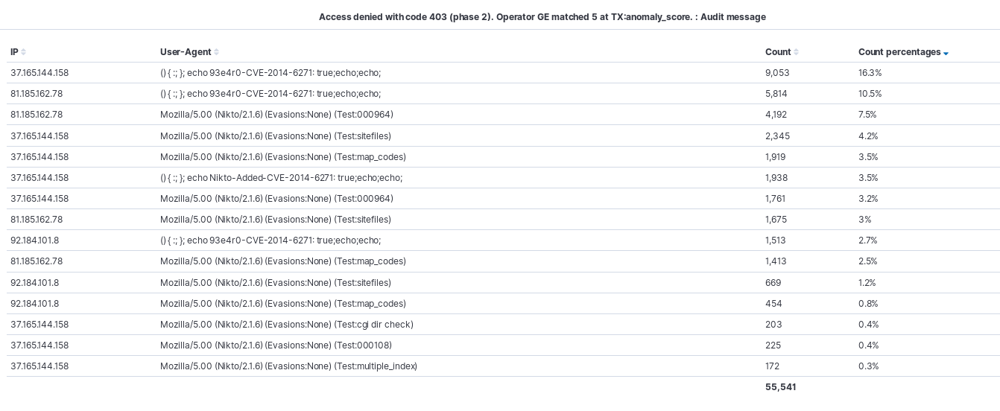 Access denied with code 403 (phase 2). Operator GE matched 5 at TX:anomaly_score. : Audit message
IP User-Agent Count Count percentages
37.165.144.158 () { :; }; echo 93e4r0-CVE-2014-6271: true;echo;echo; 9,053 16.3%
81.185.162.78 () { :; }; echo 93e4r0-CVE-2014-6271: true;echo;echo; 5,814 10.5%
81.185.162.78 Mozilla/5.00 (Nikto/2.1.6) (Evasions:None) (Test:000964) 4,192 7.5%
37.165.144.158 Mozilla/5.00 (Nikto/2.1.6) (Evasions:None) (Test:sitefiles) 2,345 4.2%
37.165.144.158 Mozilla/5.00 (Nikto/2.1.6) (Evasions:None) (Test:map_codes) 1,919 3.5%
37.165.144.158 () { :; }; echo Nikto-Added-CVE-2014-6271: true;echo;echo; 1,938 3.5%
37.165.144.158 Mozilla/5.00 (Nikto/2.1.6) (Evasions:None) (Test:000964) 1,761 3.2%
81.185.162.78 Mozilla/5.00 (Nikto/2.1.6) (Evasions:None) (Test:sitefiles) 1,675 3%
92.184.101.8 () { :; }; echo 93e4r0-CVE-2014-6271: true;echo;echo; 1,513 2.7%
81.185.162.78 Mozilla/5.00 (Nikto/2.1.6) (Evasions:None) (Test:map_codes) 1,413 2.5%
92.184.101.8 Mozilla/5.00 (Nikto/2.1.6) (Evasions:None) (Test:sitefiles) 669 1.2%
92.184.101.8 Mozilla/5.00 (Nikto/2.1.6) (Evasions:None) (Test:map_codes) 454 0.8%
37.165.144.158 Mozilla/5.00 (Nikto/2.1.6) (Evasions:None) (Test:cgi dir check) 203 0.4%
37.165.144.158 Mozilla/5.00 (Nikto/2.1.6) (Evasions:None) (Test:000108) 225 0.4%
37.165.144.158 Mozilla/5.00 (Nikto/2.1.6) (Evasions:None) (Test:multiple_index) 172 0.3%
55,541